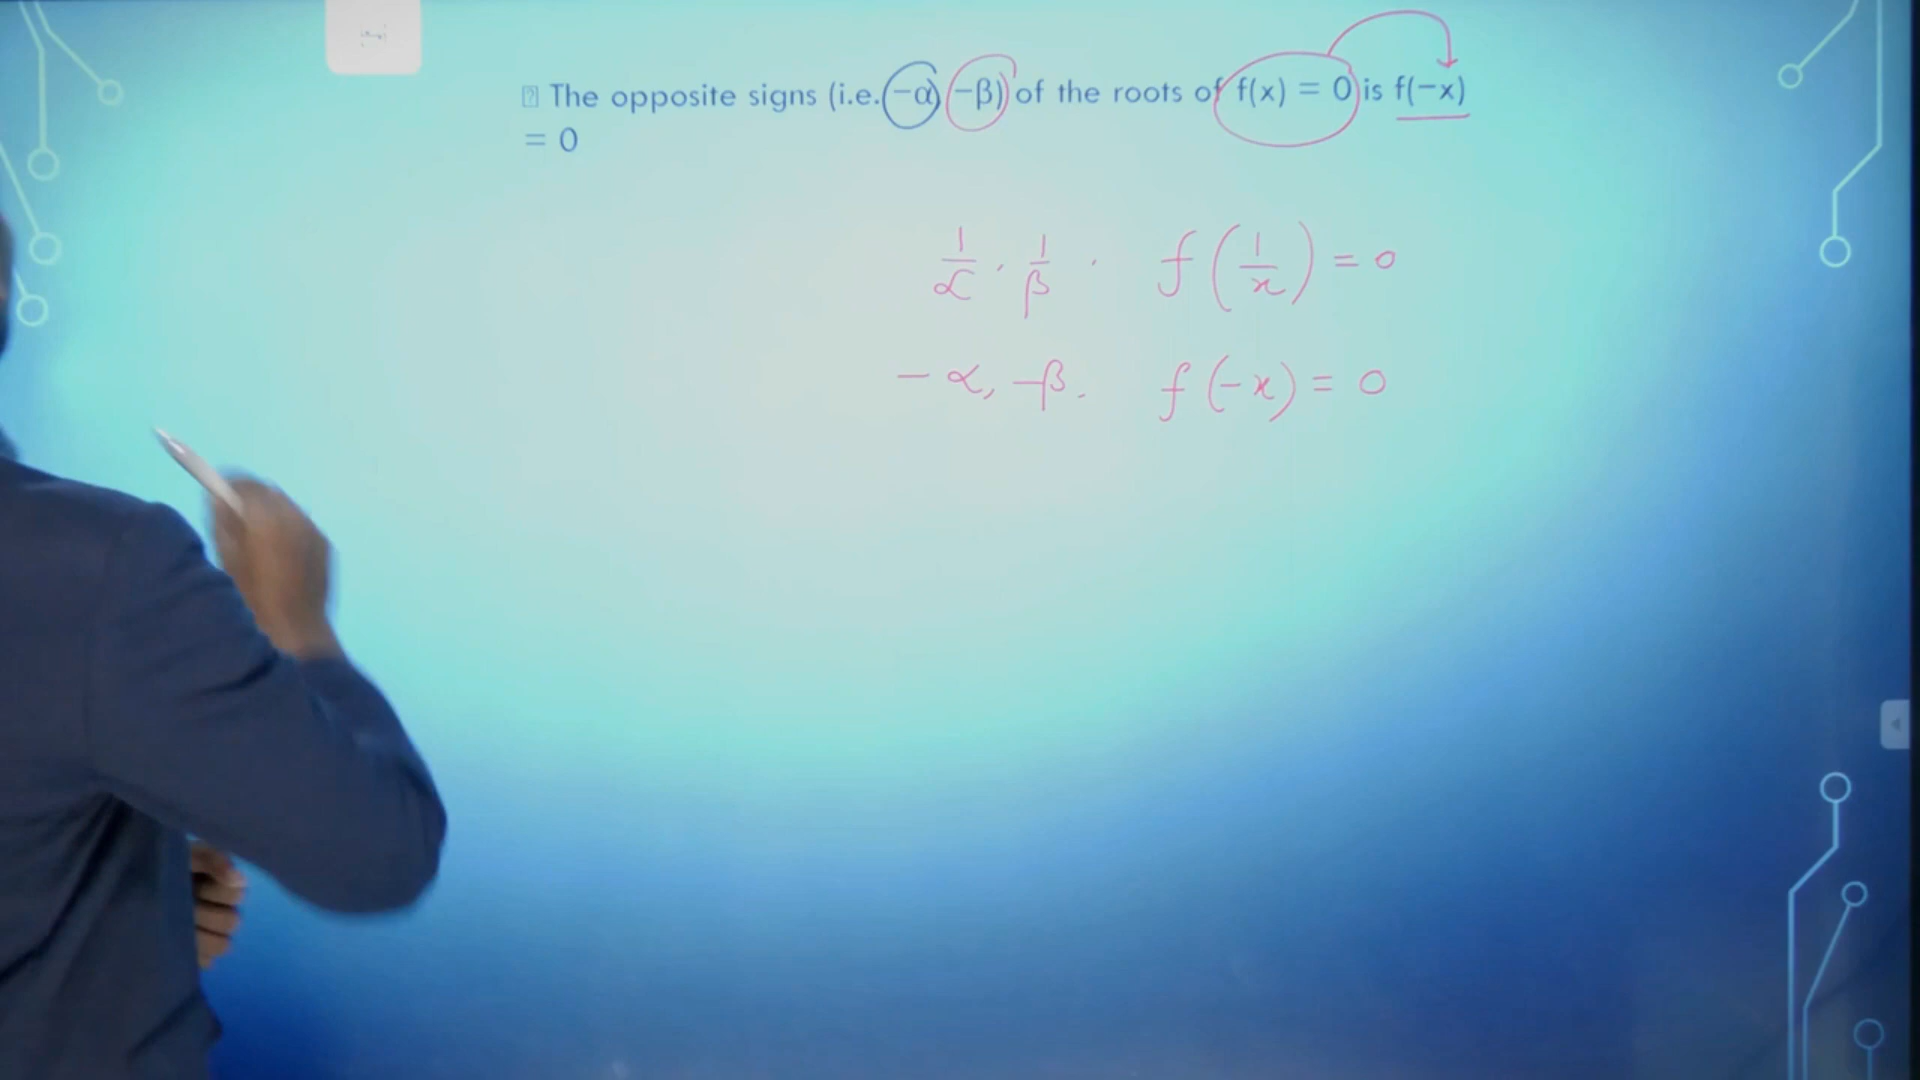 The opposite signs (i.e. -α -β) of the roots of f(x) = 0 is f(-x)
= 0
1/α . 1/β . f(1/x) = 0
- α, -β. f(-x) = 0